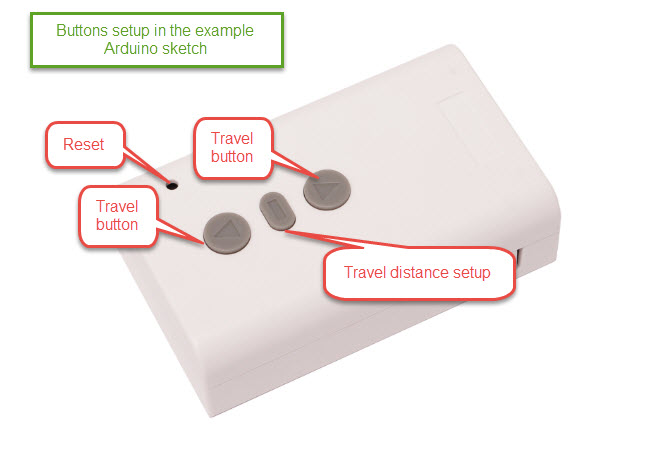 Buttons setup in the example
Arduino sketch
Reset
Travel
button
Travel
button
Travel distance setup